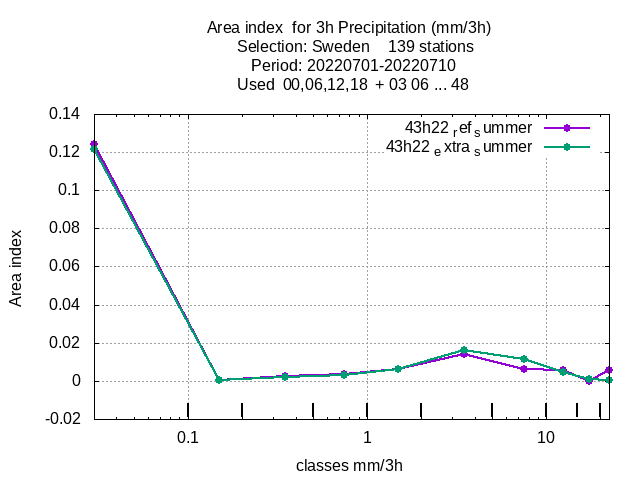 Area index  for 3h Precipitation (mm/3h)
Selection: Sweden    139 stations
Period: 20220701-20220710
Used  00,06,12,18  + 03 06 ... 48
43h22 ref summer
43h22 extra summer
0.14
0.12
0.1
0.08
0.06
0.04
0.02
0
-0.02
Area index
0.1
1
10
classes mm/3h